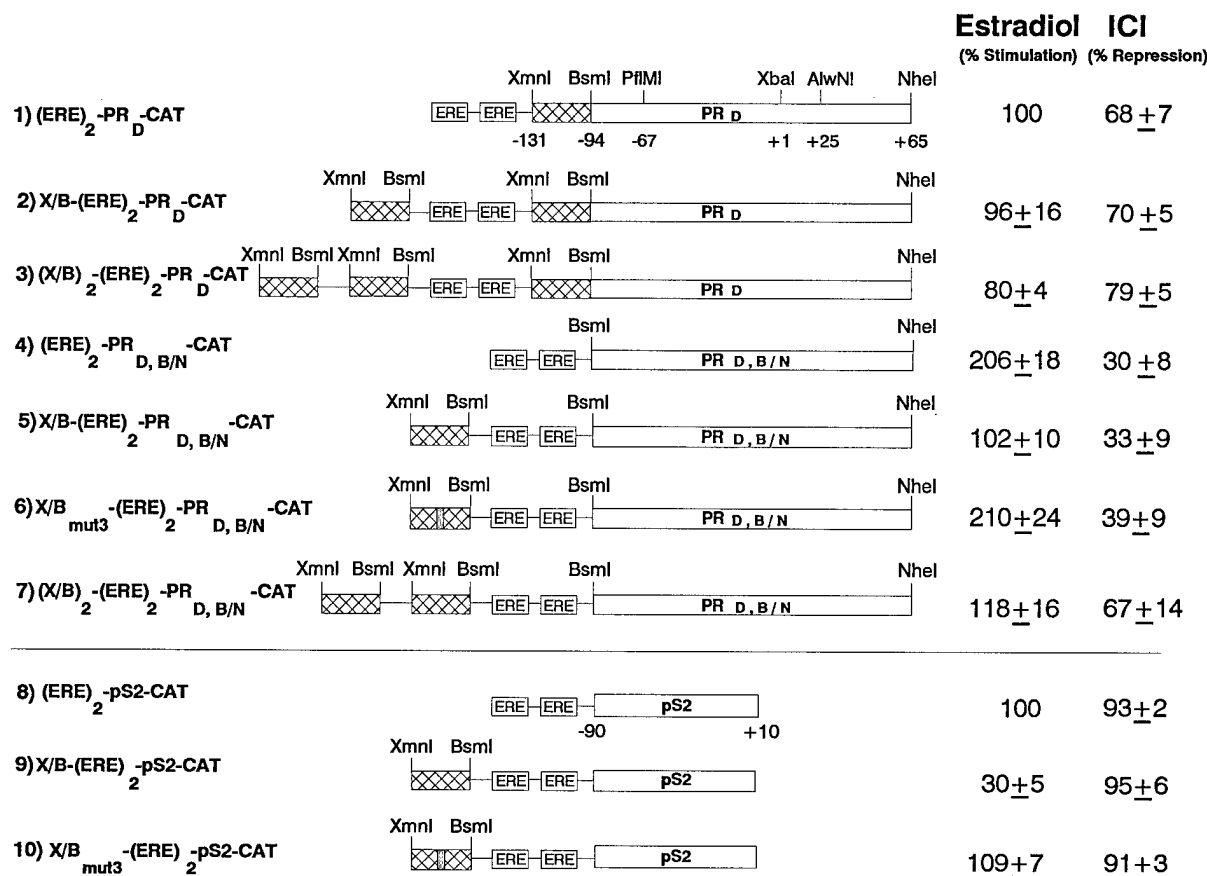 Estradiol ICI
(% Stimulation) (% Repression)
XmnI BsmI PflMI XbaI AlwNI NheI
1) (ERE)2-PRD-CAT ERE ERE PR D 100 68 ±7
-131 -94 -67 +1 +25 +65
XmnI BsmI XmnI BsmI NheI
2) X/B-(ERE)2-PRD-CAT ERE ERE PR D 96±16 70 ±5
XmnI BsmI XmnI BsmI XmnI BsmI NheI
3) (X/B)2-(ERE)2-PRD-CAT ERE ERE PR D 80±4 79 ±5
BsmI NheI
4) (ERE)2-PRD, B/N-CAT ERE ERE PR D, B/N 206±18 30 ±8
XmnI BsmI BsmI NheI
5) X/B-(ERE)2-PRD, B/N-CAT ERE ERE PR D, B/N 102±10 33±9
XmnI BsmI BsmI NheI
6) X/Bmut3-(ERE)2-PRD, B/N-CAT ERE ERE PR D, B/N 210±24 39±9
XmnI BsmI XmnI BsmI BsmI NheI
7) (X/B)2-(ERE)2-PRD, B/N-CAT ERE ERE PR D, B/N 118±16 67±14
8) (ERE)2-pS2-CAT ERE ERE pS2 100 93±2
-90 +10
XmnI BsmI
9) X/B-(ERE)2-pS2-CAT ERE ERE pS2 30±5 95±6
XmnI BsmI
10) X/Bmut3-(ERE)2-pS2-CAT ERE ERE pS2 109+7 91+3